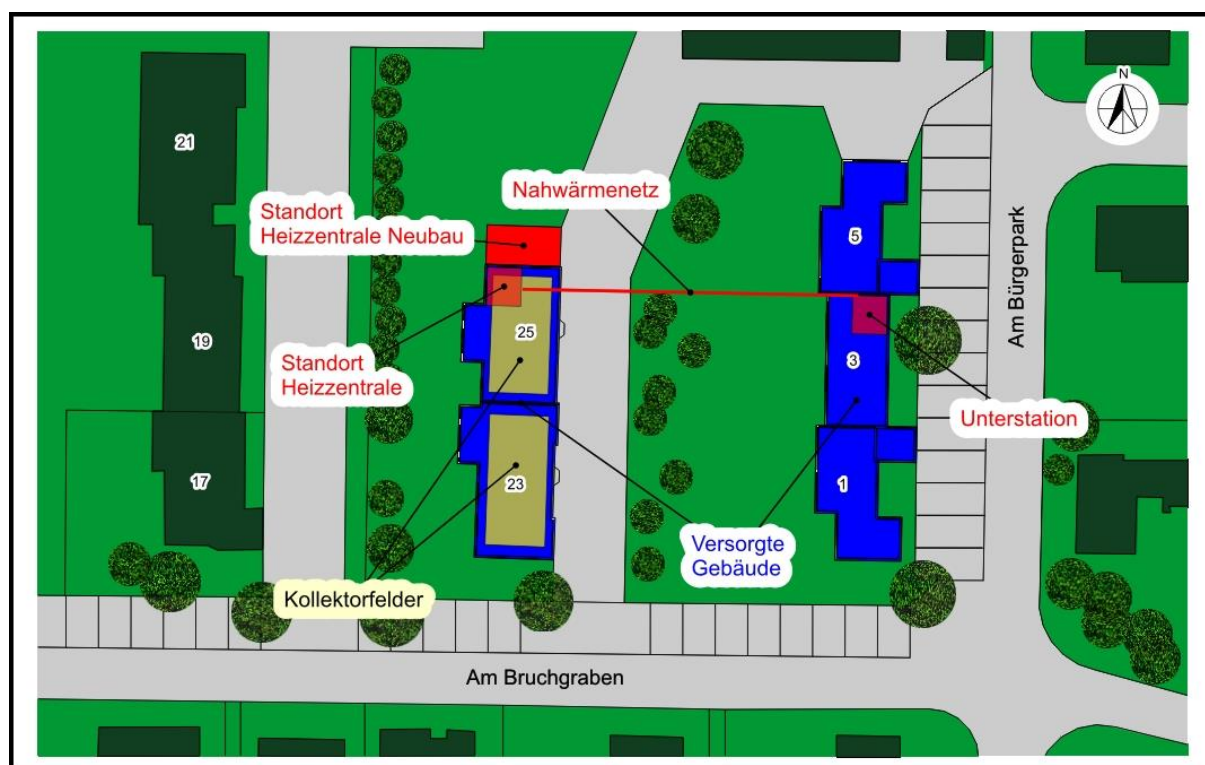 21
N
Nahwärmenetz
Standort
Heizzentrale Neubau
5
Am Bürgerpark
19
25
3
Standort
Heizzentrale
Unterstation
17
23
1
Versorgte
Gebäude
Kollektorfelder
Am Bruchgraben